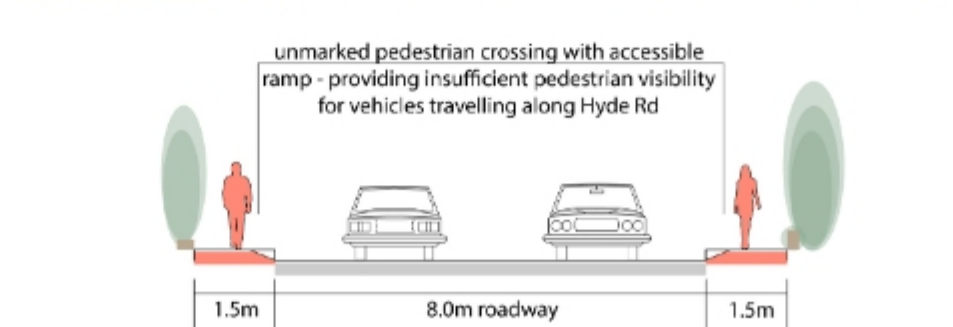 unmarked pedestrian crossing with accessible
ramp - providing insufficient pedestrian visibility
for vehicles travelling along Hyde Rd
1.5m
8.0m roadway
1.5m